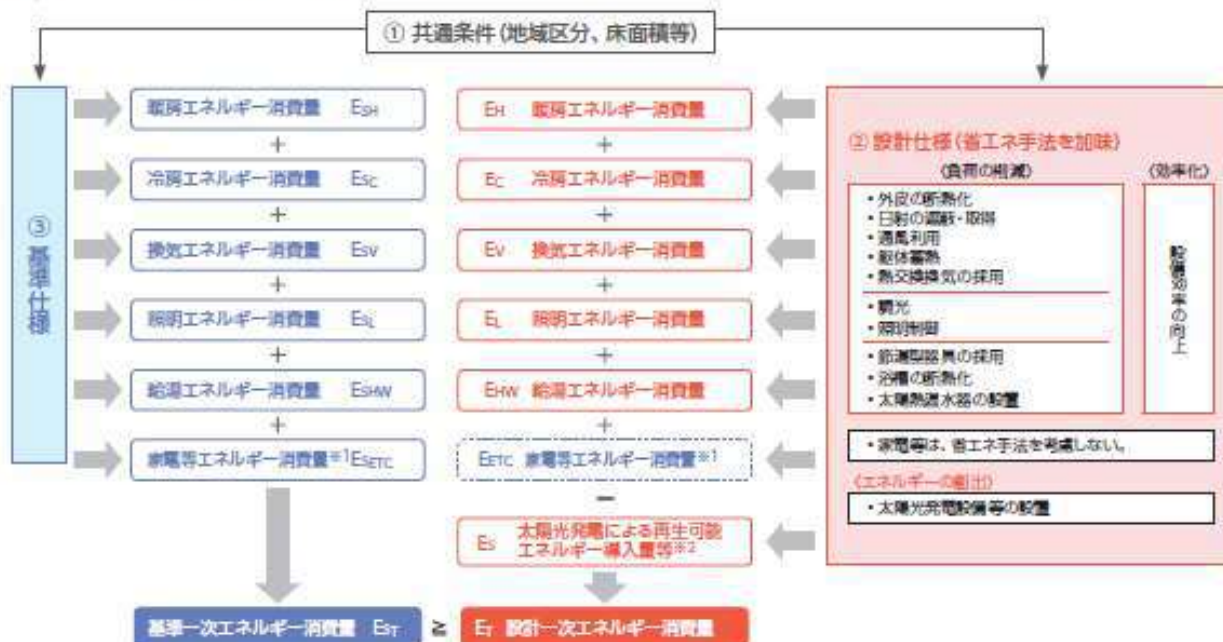 ① 共通条件(地域区分、床面積等)
③ 基準仕様
暖房エネルギー消費量 ESH
+
冷房エネルギー消費量 ESC
+
換気エネルギー消費量 ESV
+
照明エネルギー消費量 ESL
+
給湯エネルギー消費量 ESHW
+
家電等エネルギー消費量※1 ESETC
基準一次エネルギー消費量 EST
≧
EH 暖房エネルギー消費量
+
EC 冷房エネルギー消費量
+
EV 換気エネルギー消費量
+
EL 照明エネルギー消費量
+
EHW 給湯エネルギー消費量
+
EETC 家電等エネルギー消費量※1
−
ES 太陽光発電による再生可能
エネルギー導入量等※2
ET 設計一次エネルギー消費量
② 設計仕様(省エネ手法を加味)
〈負荷の削減〉
・外皮の断熱化
・日射の遮蔽・取得
・通風利用
・躯体蓄熱
・熱交換換気の採用
・調光
・照明制御
・節湯型器具の採用
・浴槽の断熱化
・太陽熱温水器の設置
〈効率化〉
設備効率の向上
・家電等は、省エネ手法を考慮しない。
〈エネルギーの創出〉
・太陽光発電設備等の設置